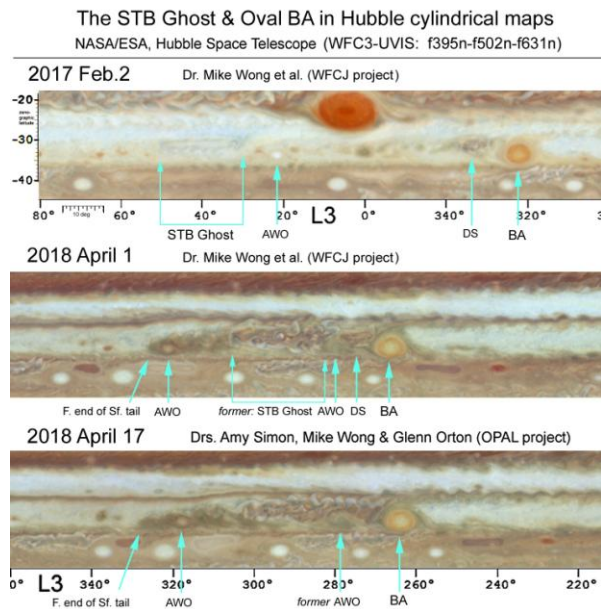 The STB Ghost & Oval BA in Hubble cylindrical maps
NASA/ESA, Hubble Space Telescope (WFC3-UVIS: f395n-f502n-f631n)
2017 Feb.2 Dr. Mike Wong et al. (WFCJ project)
-20
-30
-40
80° 60° 40° 20° L3 0° 340° 320° 3
10 deg
STB Ghost AWO DS BA
2018 April 1 Dr. Mike Wong et al. (WFCJ project)
F. end of Sf. tail AWO former: STB Ghost AWO DS BA
2018 April 17 Drs. Amy Simon, Mike Wong & Glenn Orton (OPAL project)
0° L3 340° 320° 300° 280° 260° 240° 220°
F. end of Sf. tail AWO former AWO BA